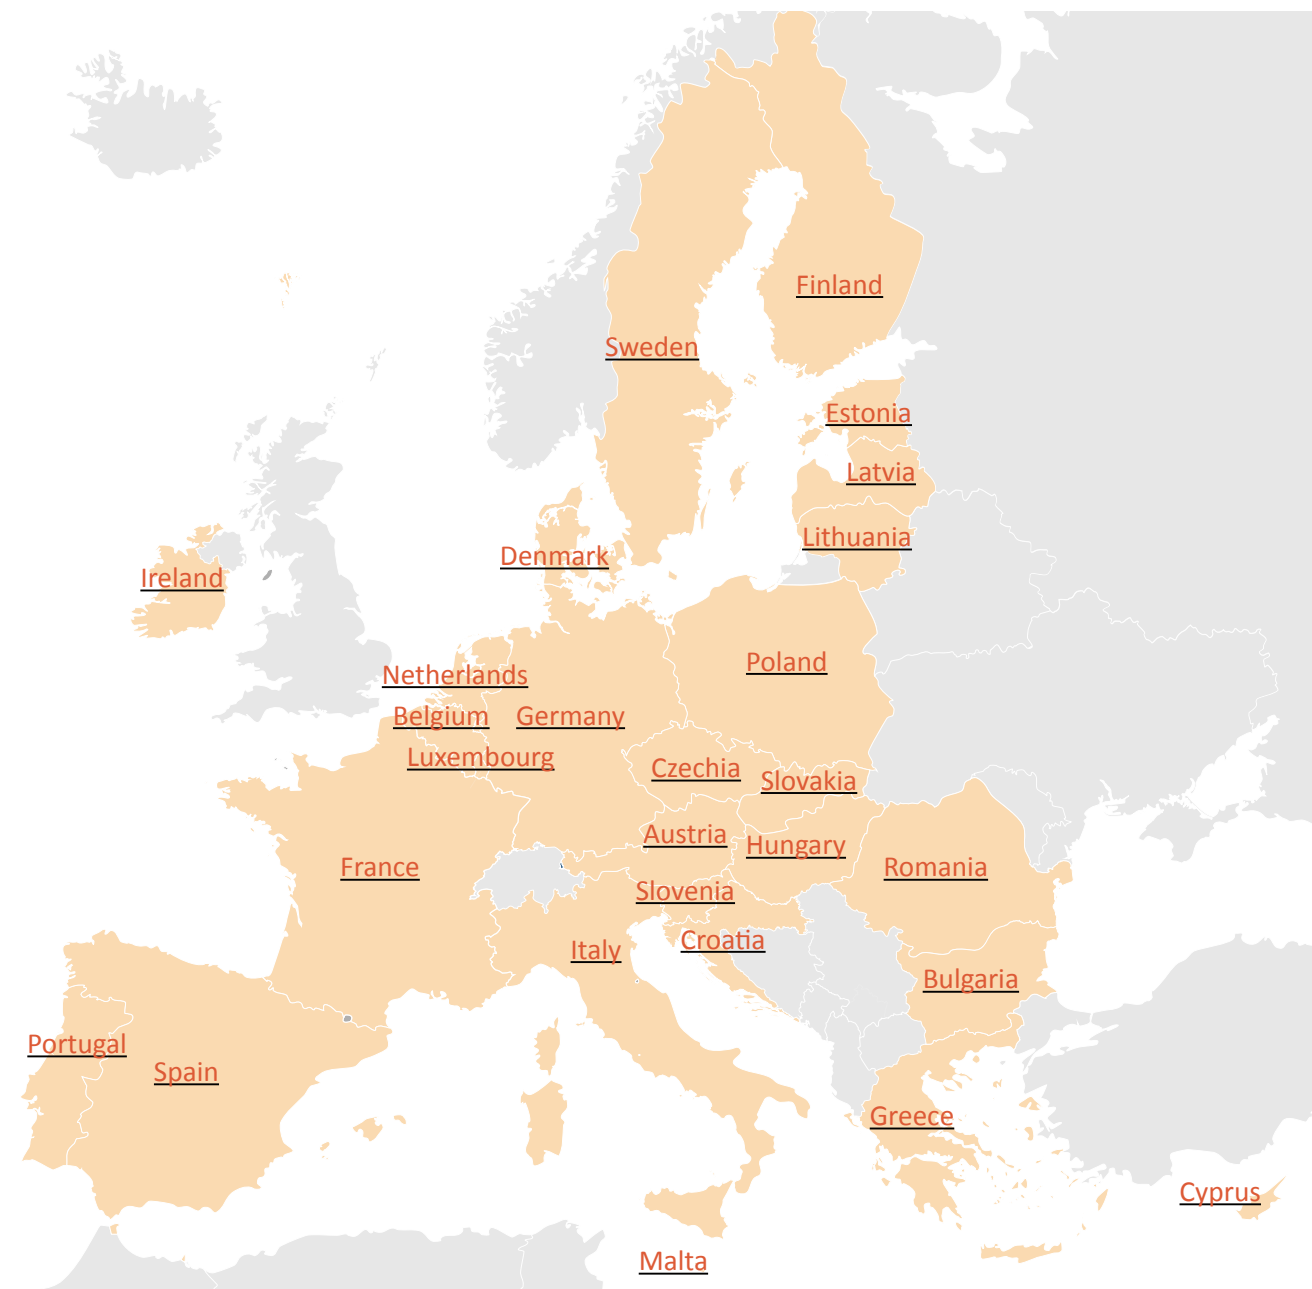 Finland
Sweden
Estonia
Latvia
Lithuania
Denmark
Ireland
Poland
Netherlands
Belgium
Germany
Luxembourg
Czechia
Slovakia
Austria
Hungary
France
Romania
Slovenia
Croatia
Italy
Bulgaria
Portugal
Spain
Greece
Cyprus
Malta